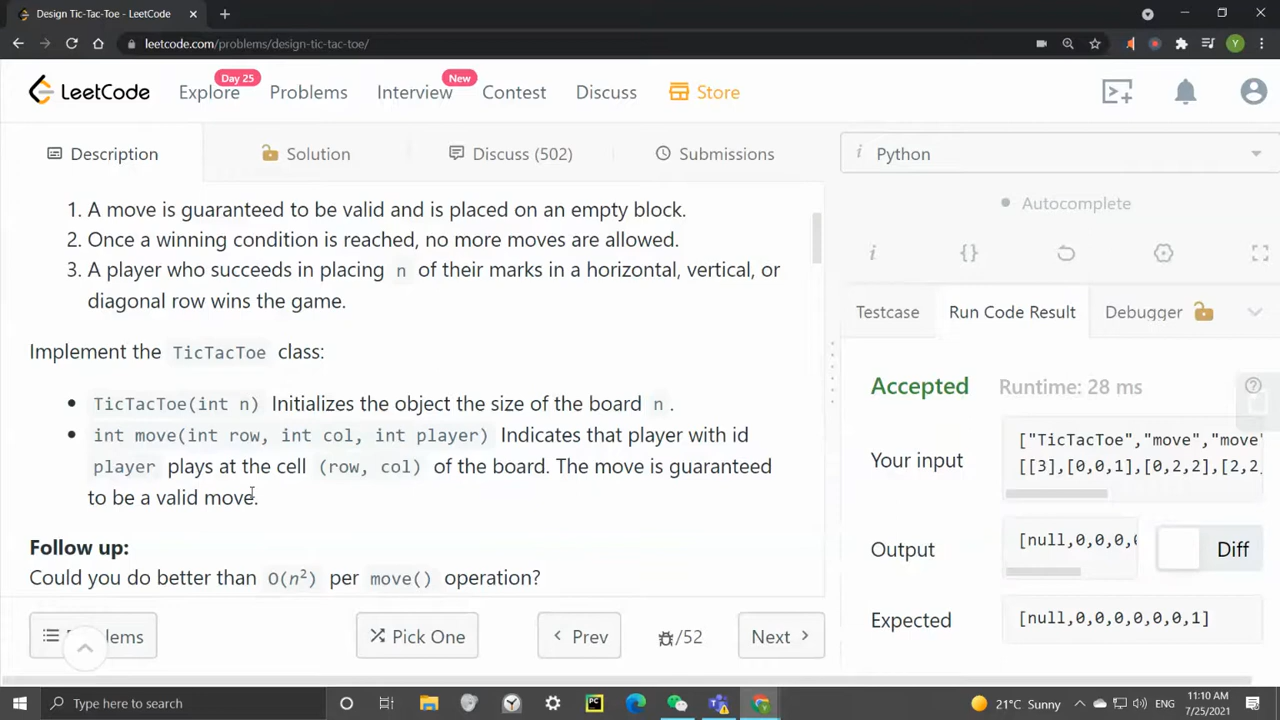 Design Tic-Tac-Toe - LeetCode
leetcode.com/problems/design-tic-tac-toe/
Y
LeetCode
Explore
Day 25
Problems
Interview
New
Contest
Discuss
Store
Description
Solution
Discuss (502)
Submissions
i Python
Autocomplete
1. A move is guaranteed to be valid and is placed on an empty block.
2. Once a winning condition is reached, no more moves are allowed.
3. A player who succeeds in placing n of their marks in a horizontal, vertical, or
diagonal row wins the game.
Implement the TicTacToe class:
TicTacToe(int n) Initializes the object the size of the board n .
int move(int row, int col, int player) Indicates that player with id
player plays at the cell (row, col) of the board. The move is guaranteed
to be a valid move.
Follow up:
Could you do better than O(n²) per move() operation?
i {}
Testcase
Run Code Result
Debugger
Accepted
Runtime: 28 ms
?
Your input
["TicTacToe","move","move"
[[3],[0,0,1],[0,2,2],[2,2,
Output
[null,0,0,0,
Diff
Expected
[null,0,0,0,0,0,0,1]
Pick One
Prev
/52
Next
Type here to search
PC
21°C Sunny
ENG
11:10 AM
7/25/2021